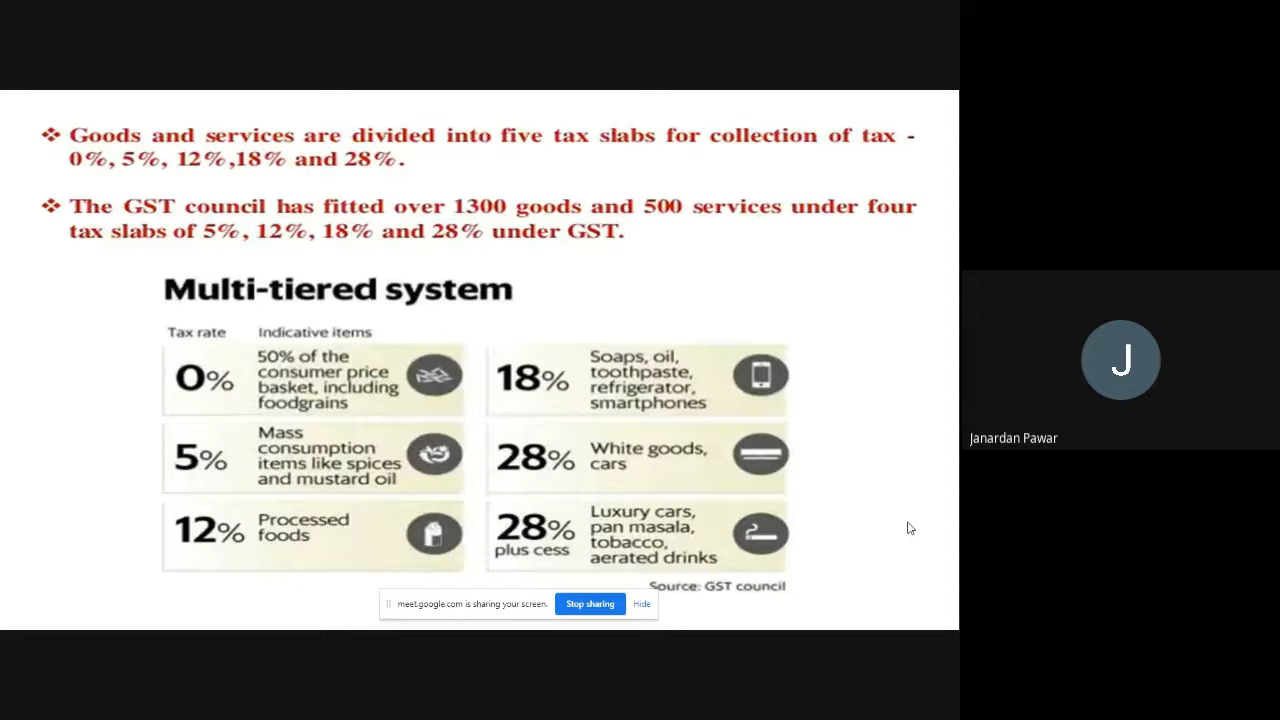 ❖ Goods and services are divided into five tax slabs for collection of tax -
0%, 5%, 12%,18% and 28%.
❖ The GST council has fitted over 1300 goods and 500 services under four
tax slabs of 5%, 12%, 18% and 28% under GST.
Multi-tiered system
Tax rate Indicative items
0%
50% of the
consumer price
basket, including
foodgrains
5%
Mass
consumption
items like spices
and mustard oil
12%
Processed
foods
18%
Soaps, oil,
toothpaste,
refrigerator,
smartphones
28%
White goods,
cars
28%
plus cess
Luxury cars,
pan masala,
tobacco,
aerated drinks
Source: GST council
meet.google.com is sharing your screen. Stop sharing Hide
J
Janardan Pawar